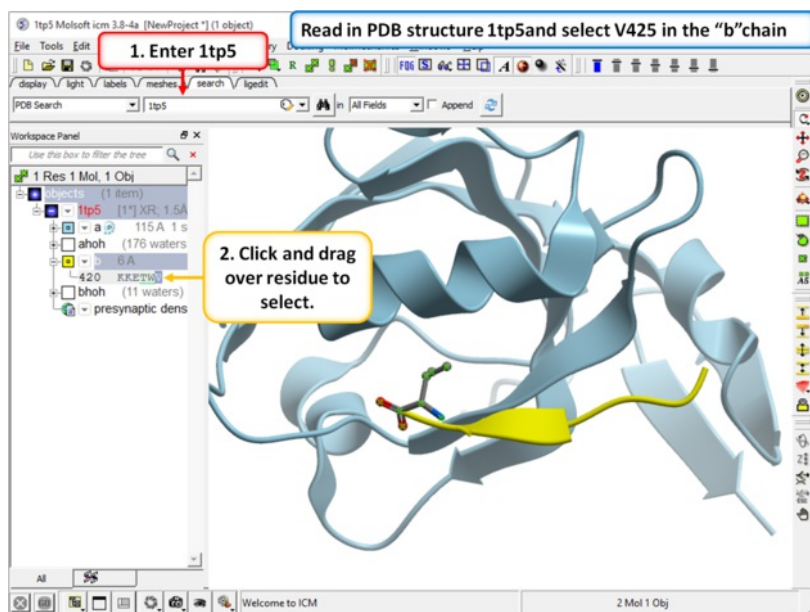 1tp5 Molsoft icm 3.8-4a [NewProject *] (1 object)
Read in PDB structure 1tp5and select V425 in the “b”chain
File Tools Edit
1. Enter 1tp5
display light labels meshes search ligedit
PDB Search 1tp5 in All Fields Append
Workspace Panel
Use this box to filter the tree
1 Res 1 Mol, 1 Obj
objects (1 item)
1tp5 [1*] XR; 1.5A
a 115 A 1 s
ahoh (176 waters
b 6 A
420 KKETWV
bhoh (11 waters)
presynaptic dens
2. Click and drag
over residue to
select.
All
Welcome to ICM
2 Mol 1 Obj